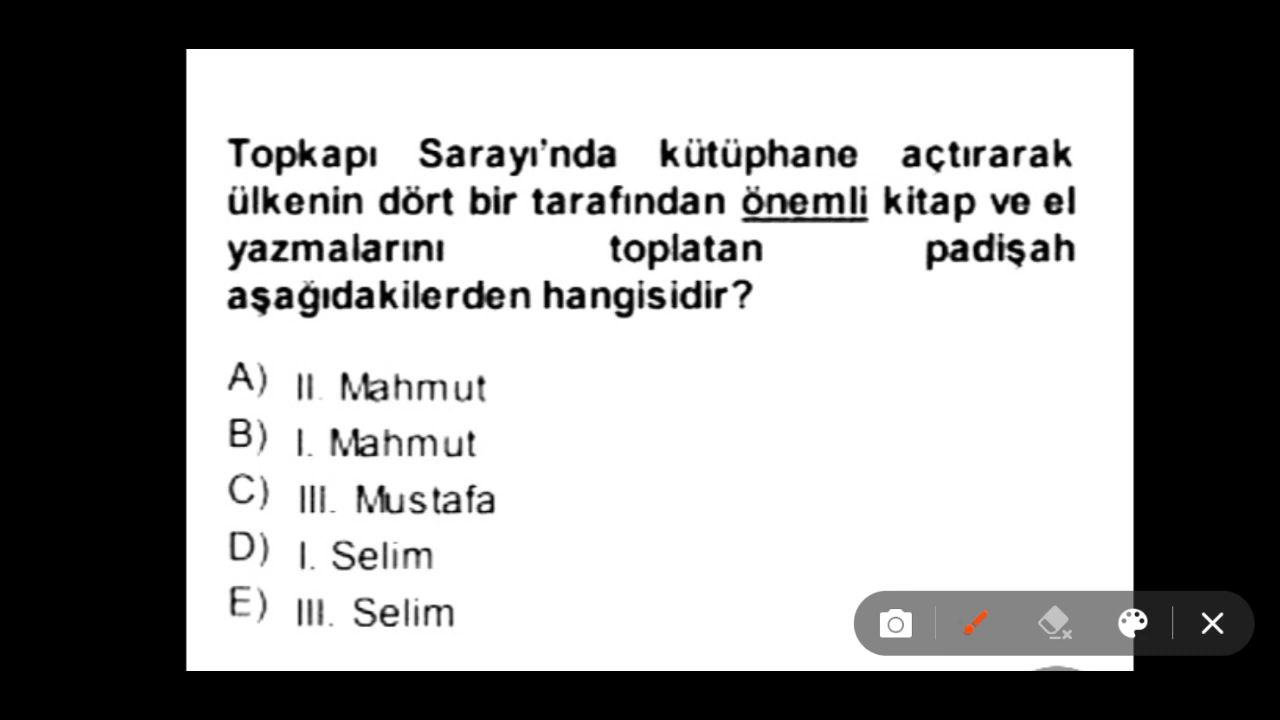 Topkapı Sarayı'nda kütüphane açtırarak
ülkenin dört bir tarafından önemli kitap ve el
yazmalarını toplatan padişah
aşağıdakilerden hangisidir?
A) II. Mahmut
B) I. Mahmut
C) III. Mustafa
D) I. Selim
E) III. Selim